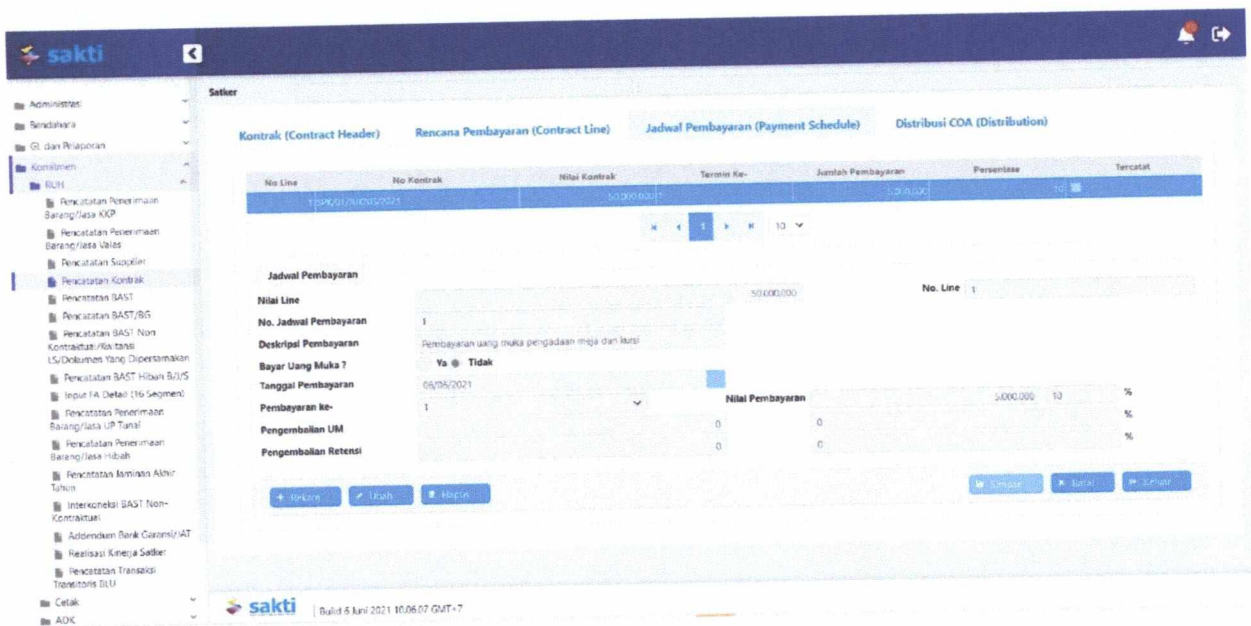 sakti
Satker
Administrasi
Bendahara
GL dan Pelaporan
Komitmen
RUH
Pencatatan Penerimaan
Barang/Jasa KKP
Pencatatan Penerimaan
Barang/Jasa Valas
Pencatatan Supplier
Pencatatan Kontrak
Pencatatan BAST
Pencatatan BAST/BG
Pencatatan BAST Non
Kontraktual/Kwitansi
LS/Dokumen Yang Dipersamakan
Pencatatan BAST Hibah B/J/S
Input FA Detail (16 Segmen)
Pencatatan Penerimaan
Barang/Jasa UP Tunai
Pencatatan Penerimaan
Barang/Jasa Hibah
Pencatatan Jaminan Akhir
Tahun
Interkoneksi BAST Non-
Kontraktual
Addendum Bank Garansi/JAT
Realisasi Kinerja Satker
Pencatatan Transaksi
Transitoris BLU
Cetak
ADK
Kontrak (Contract Header) Rencana Pembayaran (Contract Line) Jadwal Pembayaran (Payment Schedule) Distribusi COA (Distribution)
No Line No Kontrak Nilai Kontrak Termin Ke- Jumlah Pembayaran Persentase Tercatat
1 50.000.000 1 5.000.000 10
1 10
Jadwal Pembayaran
Nilai Line 50.000.000 No. Line 1
No. Jadwal Pembayaran 1
Deskripsi Pembayaran Pembayaran uang muka pengadaan meja dan kursi
Bayar Uang Muka ? Ya Tidak
Tanggal Pembayaran 06/06/2021
Pembayaran ke- 1 Nilai Pembayaran 5.000.000 10 %
Pengembalian UM 0 0 %
Pengembalian Retensi 0 0 %
+ Rekam Ubah Hapus Simpan Batal Keluar
sakti | Build 6 Juni 2021 10.06.07 GMT+7